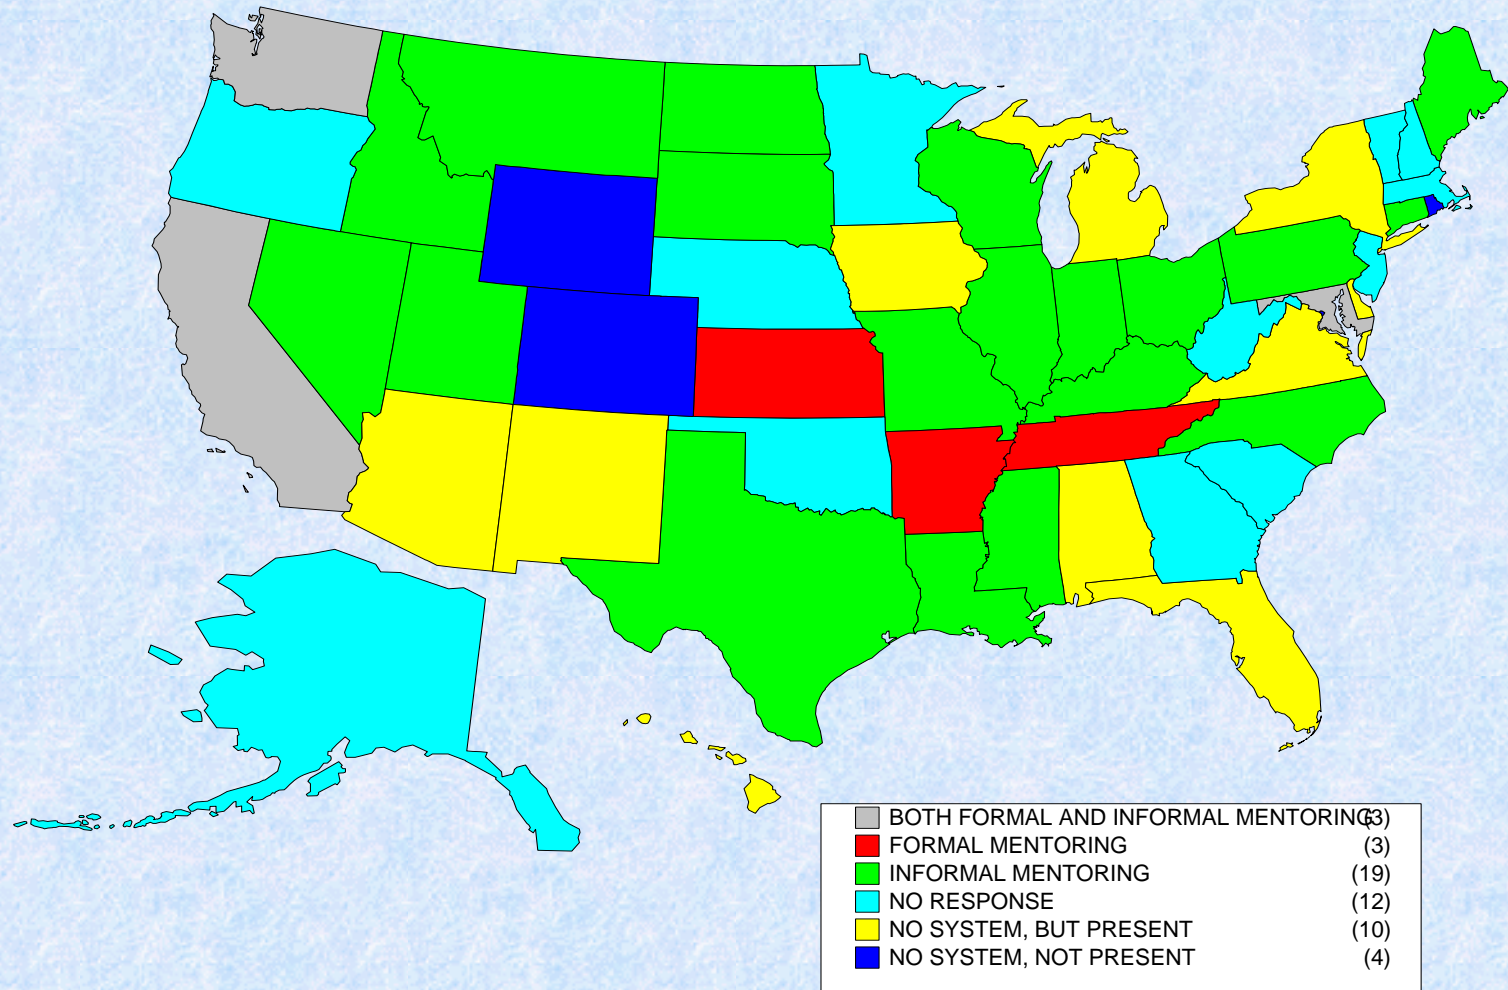 BOTH FORMAL AND INFORMAL MENTORING (3)
FORMAL MENTORING (3)
INFORMAL MENTORING (19)
NO RESPONSE (12)
NO SYSTEM, BUT PRESENT (10)
NO SYSTEM, NOT PRESENT (4)